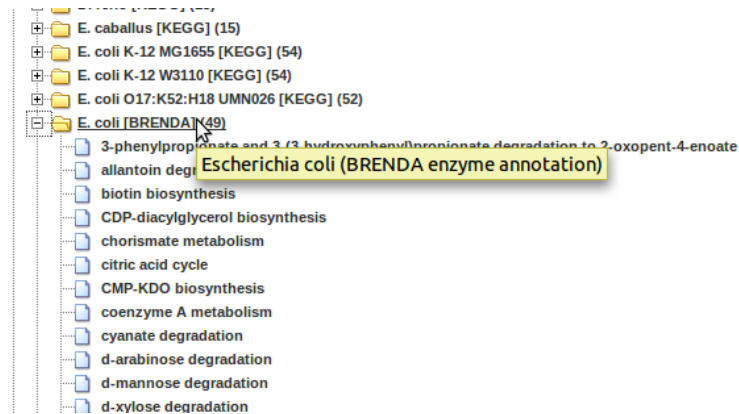 E. caballus [KEGG] (15)
E. coli K-12 MG1655 [KEGG] (54)
E. coli K-12 W3110 [KEGG] (54)
E. coli O17:K52:H18 UMN026 [KEGG] (52)
E. coli [BRENDA] (49)
3-phenylpropionate and 3-(3-hydroxyphenyl)propionate degradation to 2-oxopent-4-enoate
Escherichia coli (BRENDA enzyme annotation)
allantoin
biotin biosynthesis
CDP-diacylglycerol biosynthesis
chorismate metabolism
citric acid cycle
CMP-KDO biosynthesis
coenzyme A metabolism
cyanate degradation
d-arabinose degradation
d-mannose degradation
d-xylose degradation